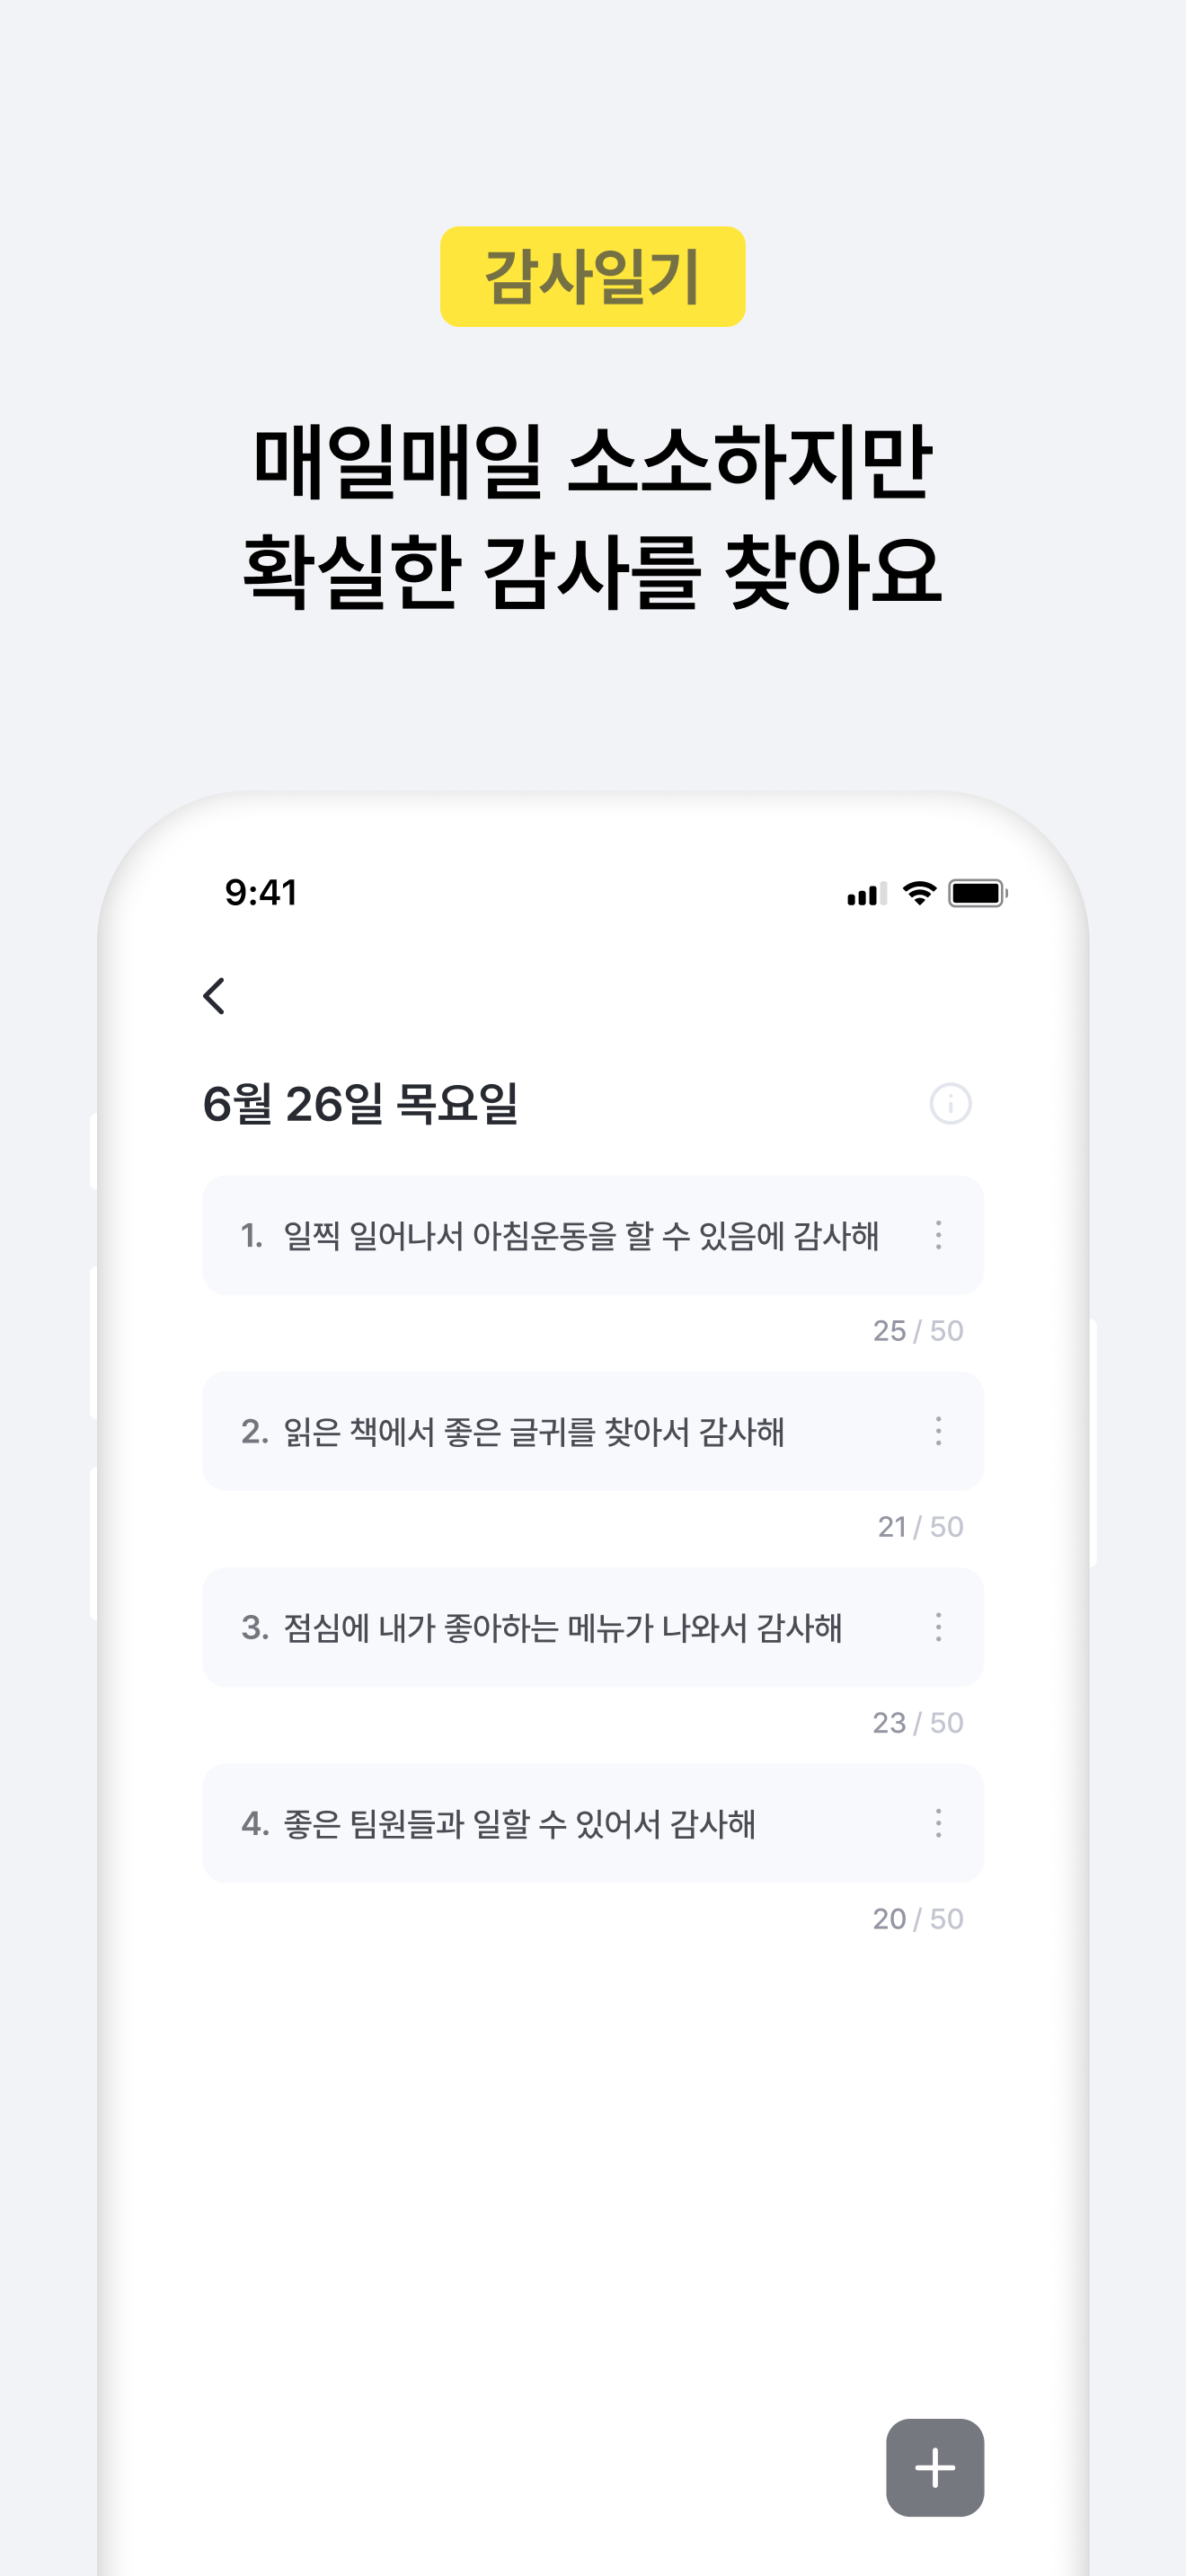 감사일기
매일매일 소소하지만
확실한 감사를 찾아요
9:41
6월 26일 목요일
1. 일찍 일어나서 아침운동을 할 수 있음에 감사해
25 / 50
2. 읽은 책에서 좋은 글귀를 찾아서 감사해
21 / 50
3. 점심에 내가 좋아하는 메뉴가 나와서 감사해
23 / 50
4. 좋은 팀원들과 일할 수 있어서 감사해
20 / 50